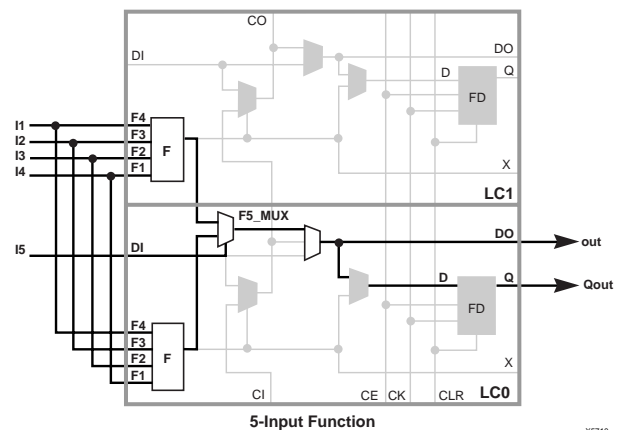 CO
DI
DO
D
Q
FD
I1
F4
I2
F3
F
I3
F2
I4
F1
X
LC1
F5_MUX
I5
DI
DO
out
D
Q
Qout
FD
F4
F3
F
F2
F1
X
CI
CE
CK
CLR
LC0
5-Input Function